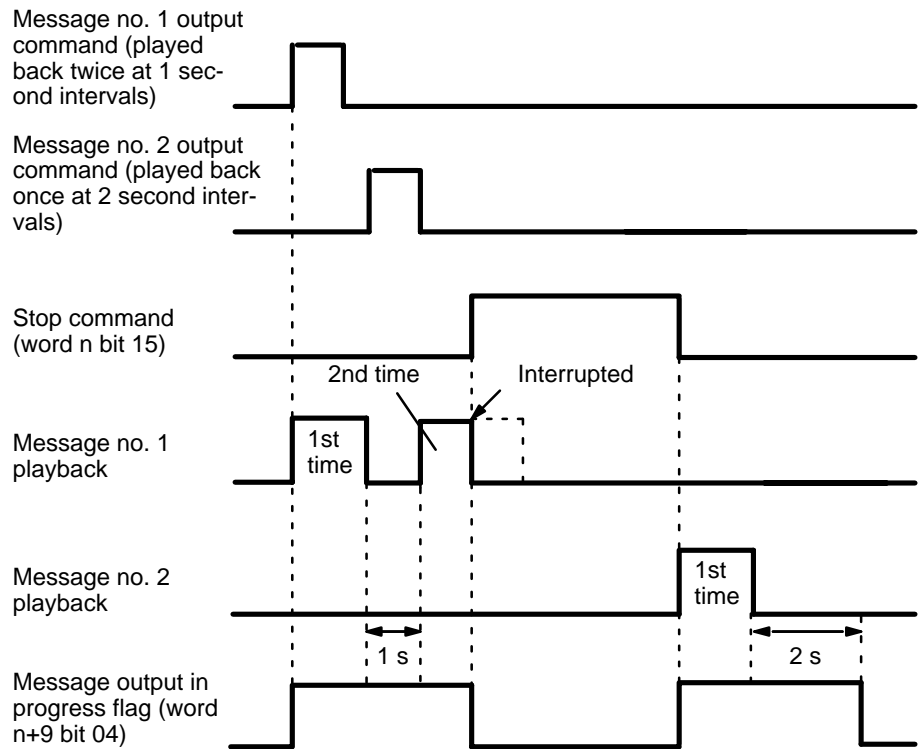 Message no. 1 output
command (played
back twice at 1 sec-
ond intervals)
Message no. 2 output
command (played back
once at 2 second inter-
vals)
Stop command
(word n bit 15)
2nd time
Interrupted
Message no. 1
playback
1st
time
Message no. 2
playback
1st
time
1 s
2 s
Message output in
progress flag (word
n+9 bit 04)